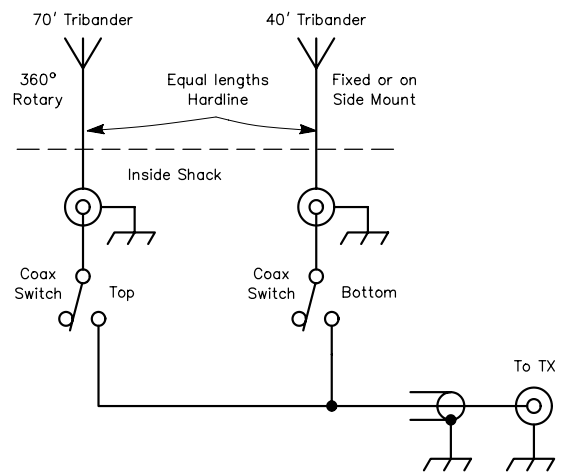 70' Tribander
40' Tribander
360°
Rotary
Equal lengths
Hardline
Fixed or on
Side Mount
Inside Shack
Coax
Switch
Top
Coax
Switch
Bottom
To TX